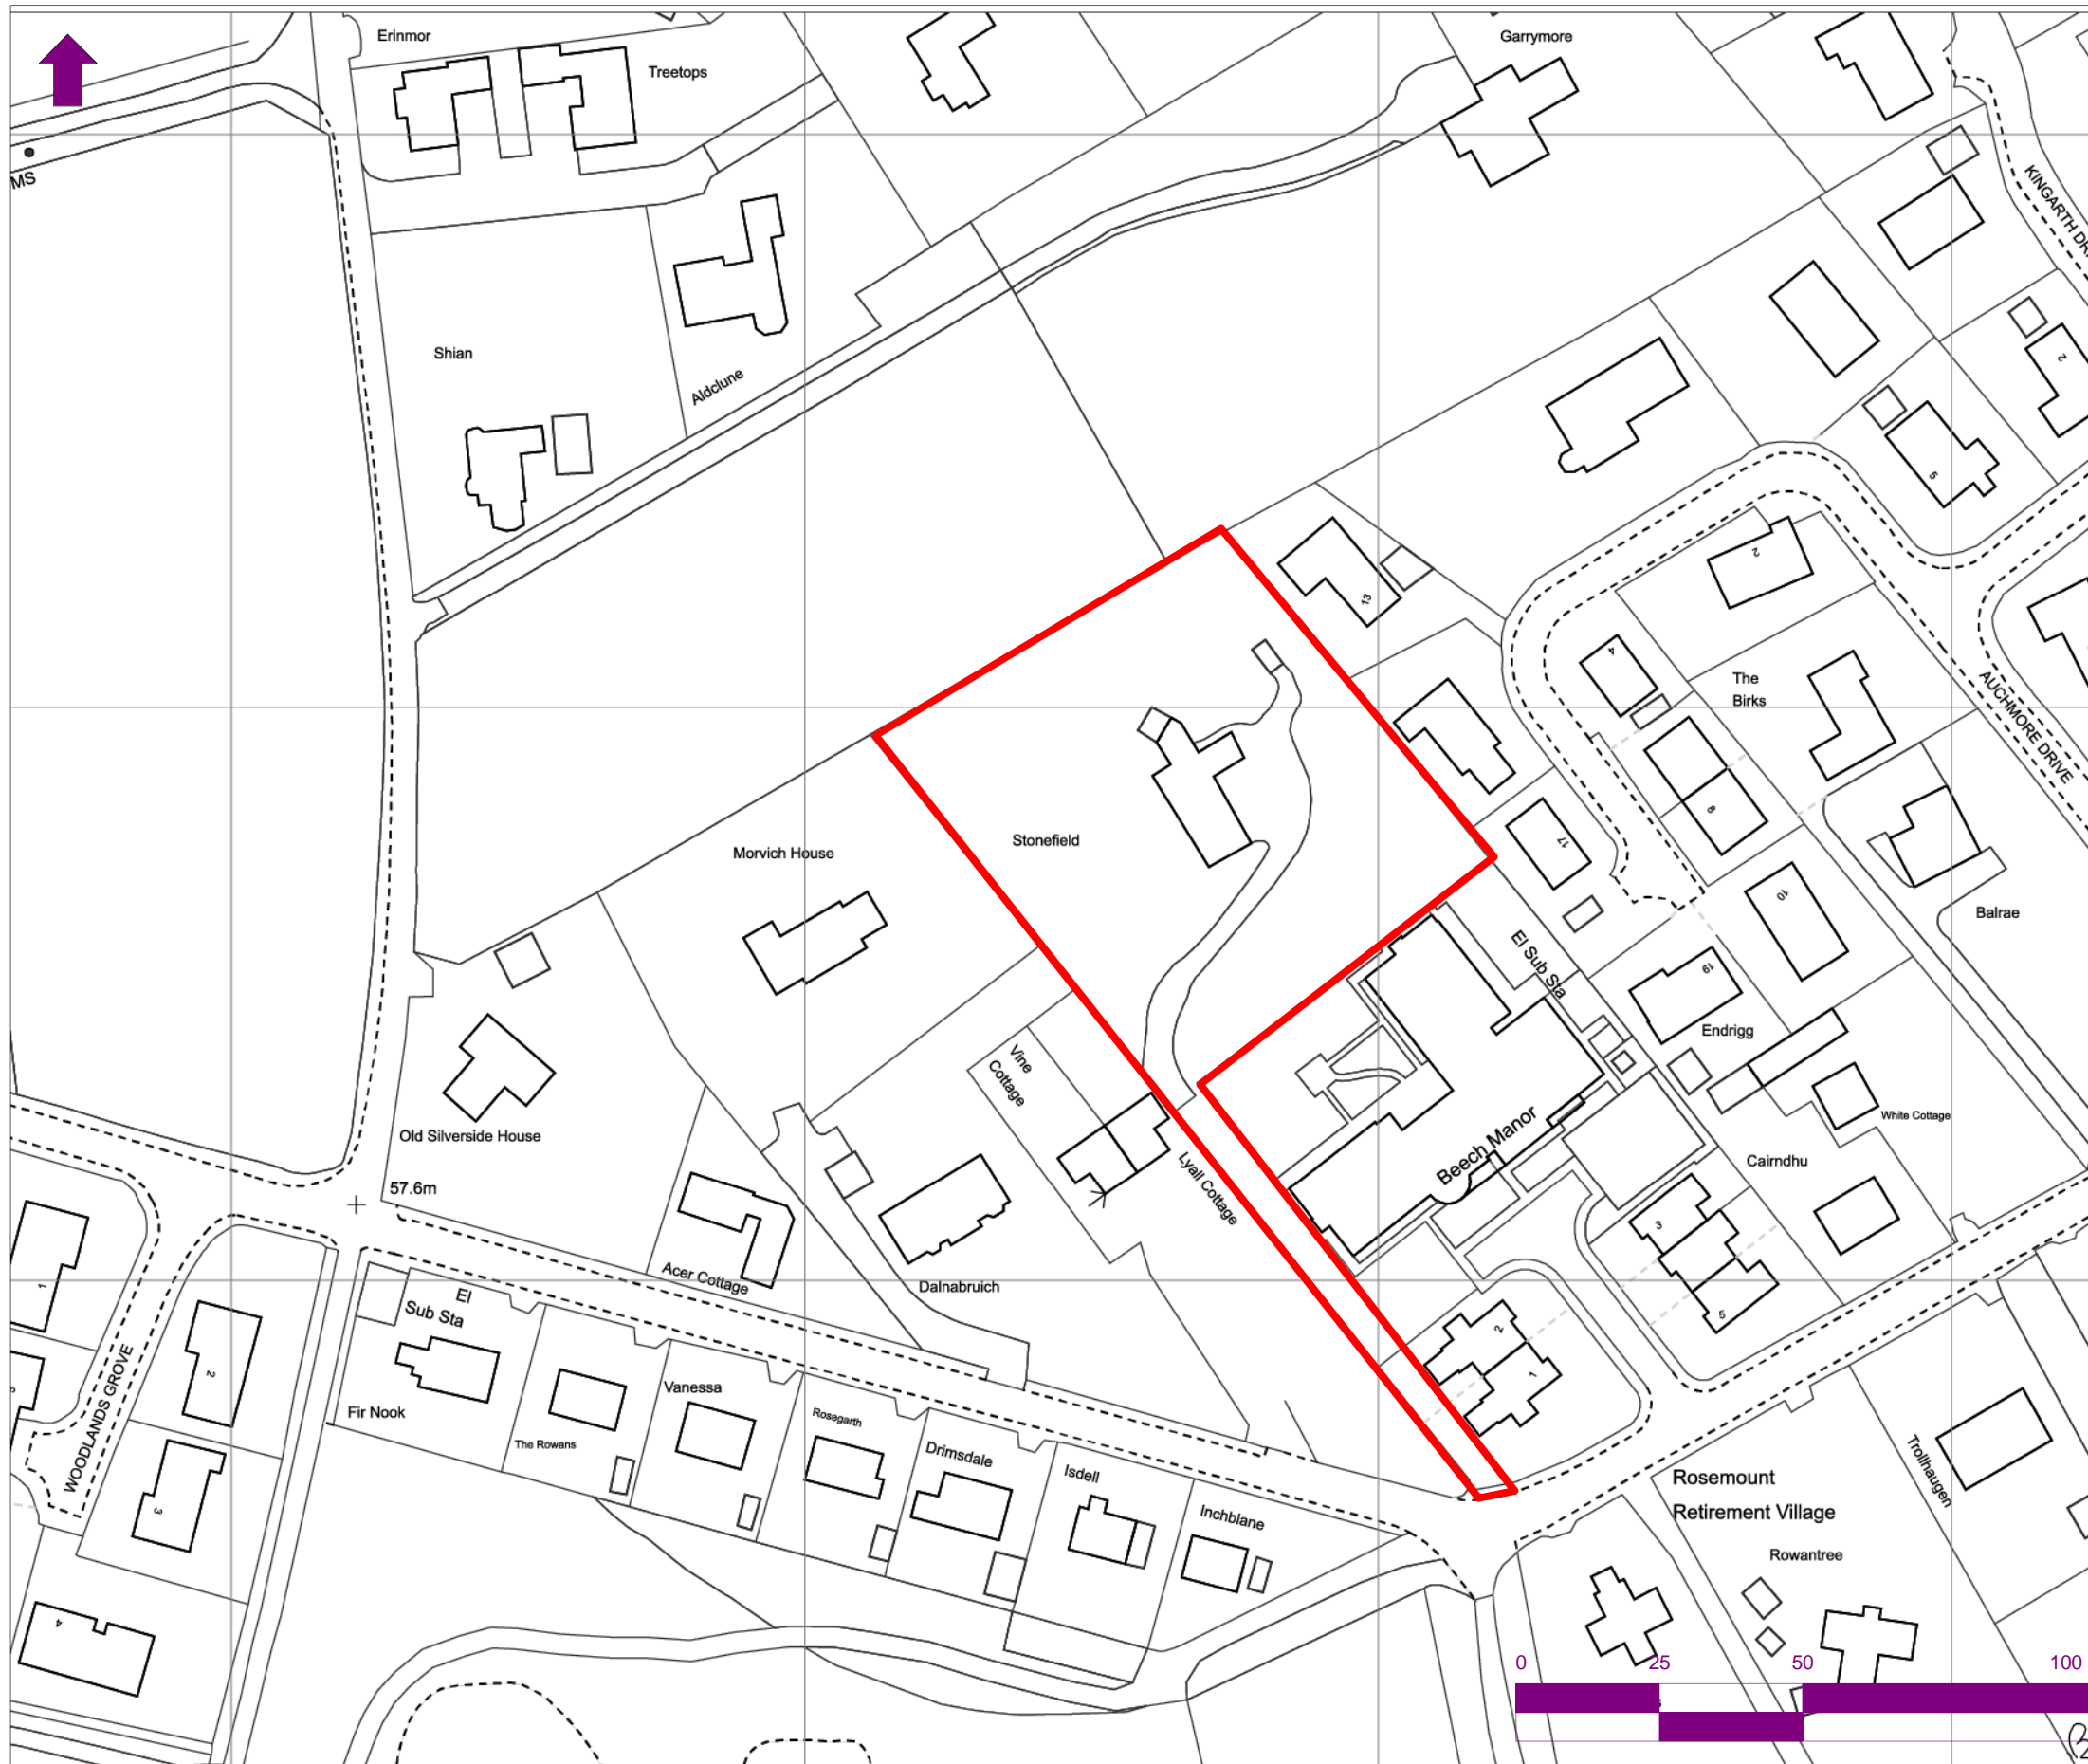 Erinmor
Treetops
Garrymore
MS
KINGARTH DR
Shian
Aldclune
2
5
2
13
4
The
Birks
AUCHMORE DRIVE
8
17
Stonefield
Morvich House
10
Balrae
El Sub Sta
19
Endrigg
Vine
Cottage
White Cottage
Beech Manor
Old Silverside House
Cairndhu
57.6m
Lyall Cottage
3
5
Acer Cottage
Dalnabruich
El
Sub Sta
1
2
2
1
Vanessa
Fir Nook
The Rowans
Rosegarth
Drimsdale
Isdell
WOODLANDS GROVE
Trollhaugen
Rosemount
Retirement Village
Inchblane
3
Rowantree
4
0 25 50 100